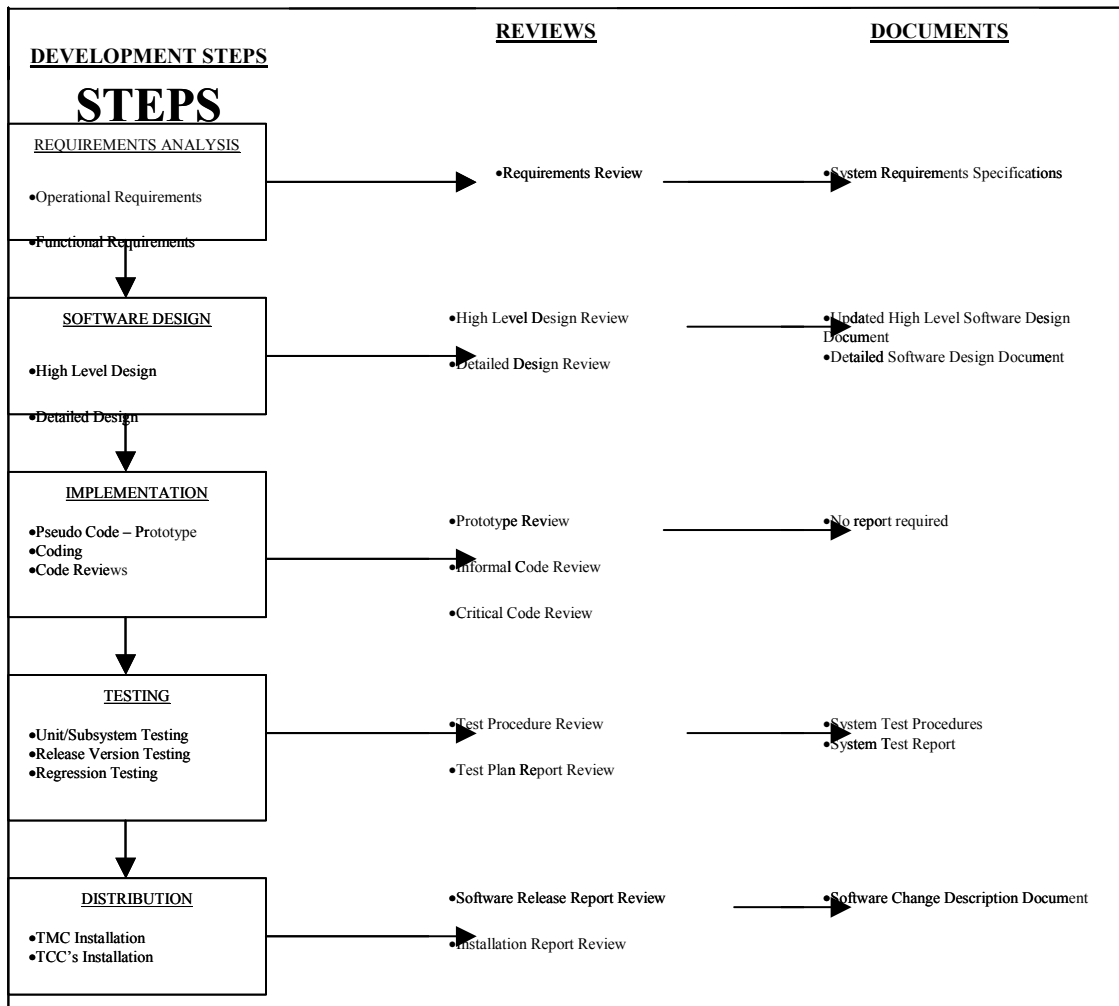 REVIEWS
DOCUMENTS
DEVELOPMENT STEPS
STEPS
REQUIREMENTS ANALYSIS
•Operational Requirements
•Functional Requirements
•Requirements Review
•System Requirements Specifications
SOFTWARE DESIGN
•High Level Design
•Detailed Design
•High Level Design Review
•Detailed Design Review
•Updated High Level Software Design
Document
•Detailed Software Design Document
IMPLEMENTATION
•Pseudo Code – Prototype
•Coding
•Code Reviews
•Prototype Review
•Informal Code Review
•Critical Code Review
•No report required
TESTING
•Unit/Subsystem Testing
•Release Version Testing
•Regression Testing
•Test Procedure Review
•Test Plan Report Review
•System Test Procedures
•System Test Report
DISTRIBUTION
•TMC Installation
•TCC’s Installation
•Software Release Report Review
•Installation Report Review
•Software Change Description Document